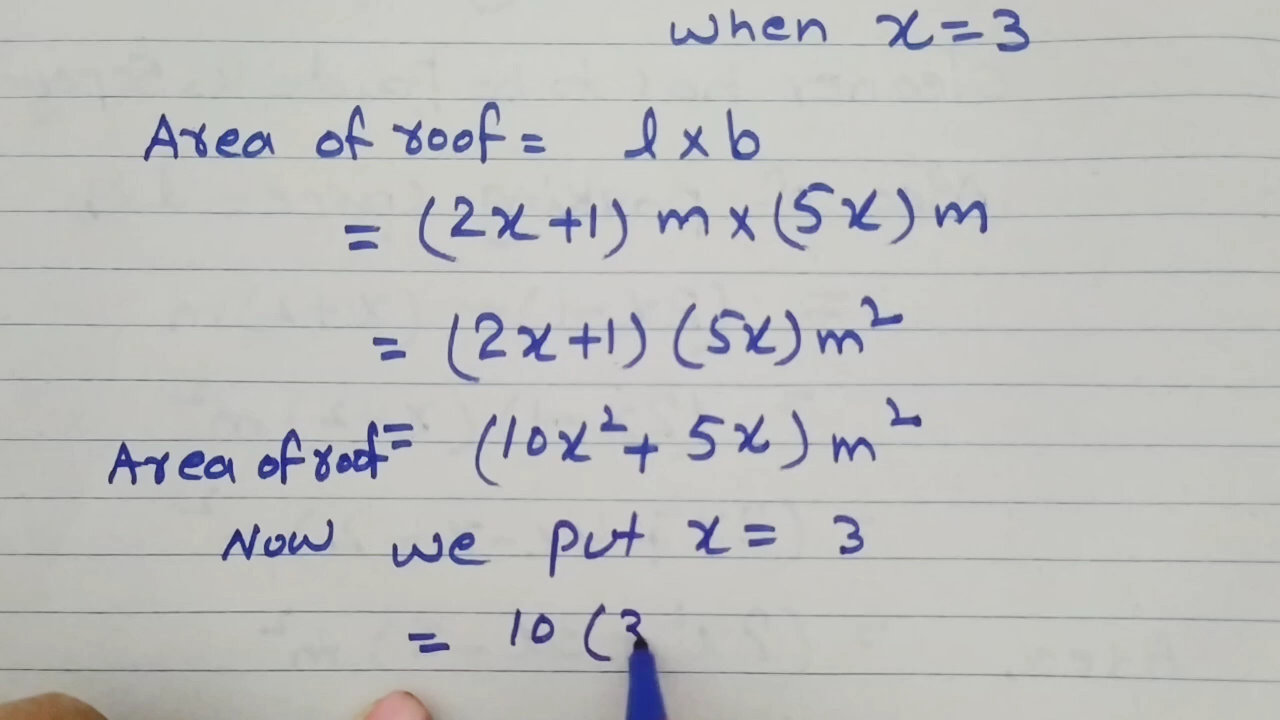 when x=3
Area of roof= l×b
= (2x+1) m × (5x) m
= (2x+1) (5x) m²
Area of roof= (10x²+ 5x) m²
Now we put x= 3
= 10 (3